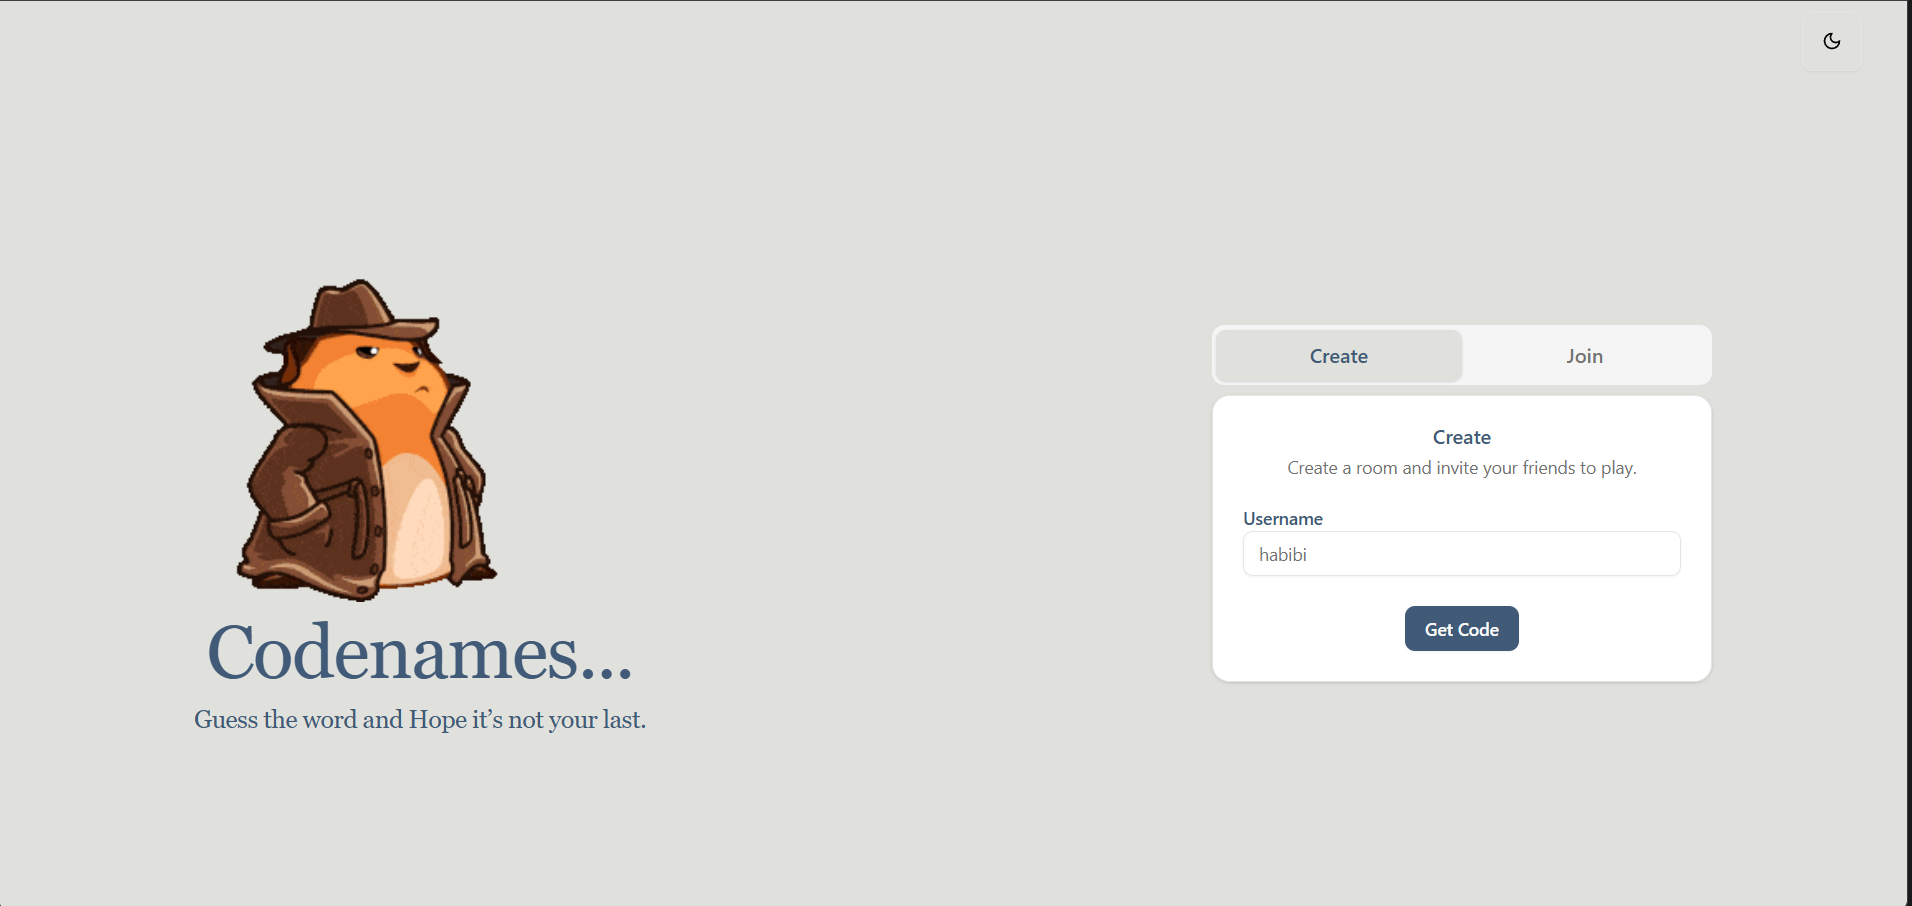 Codenames...
Guess the word and Hope it’s not your last.
Create
Join
Create
Create a room and invite your friends to play.
Username
habibi
Get Code